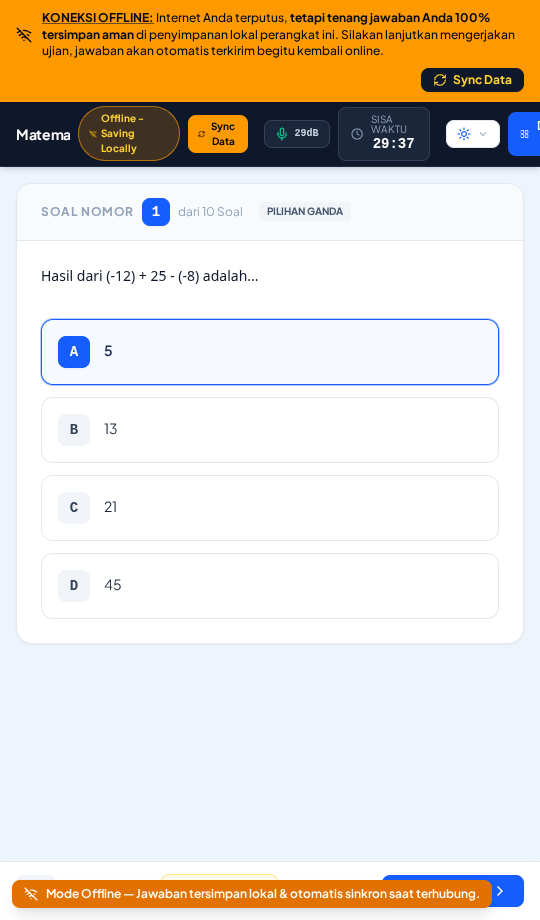 KONEKSI OFFLINE: Internet Anda terputus, tetapi tenang jawaban Anda 100%
tersimpan aman di penyimpanan lokal perangkat ini. Silakan lanjutkan mengerjakan
ujian, jawaban akan otomatis terkirim begitu kembali online.
Sync Data
Matema
Offline -
Saving
Locally
Sync
Data
29dB
SISA
WAKTU
29:37
SOAL NOMOR 1 dari 10 Soal PILIHAN GANDA
Hasil dari (-12) + 25 - (-8) adalah...
A 5
B 13
C 21
D 45
Mode Offline — Jawaban tersimpan lokal & otomatis sinkron saat terhubung.